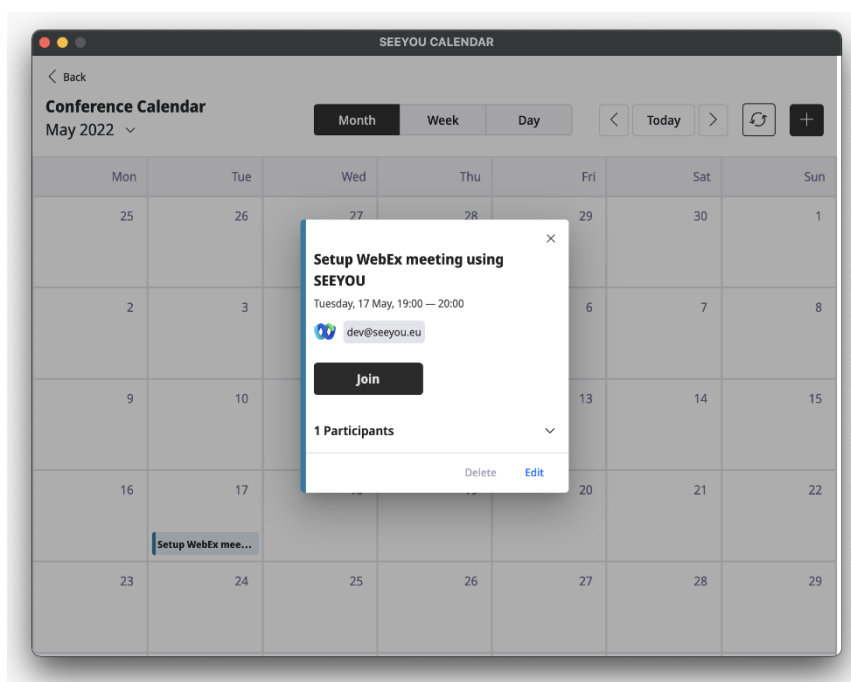 SEEYOU CALENDAR
Back
Conference Calendar
May 2022
Month Week Day Today
Mon Tue Wed Thu Fri Sat Sun
25 26 27 28 29 30 1
Setup WebEx meeting using
SEEYOU
Tuesday, 17 May, 19:00 — 20:00
dev@seeyou.eu
Join
1 Participants
Delete Edit
2 3 6 7 8
9 10 13 14 15
16 17 20 21 22
Setup WebEx mee...
23 24 25 26 27 28 29